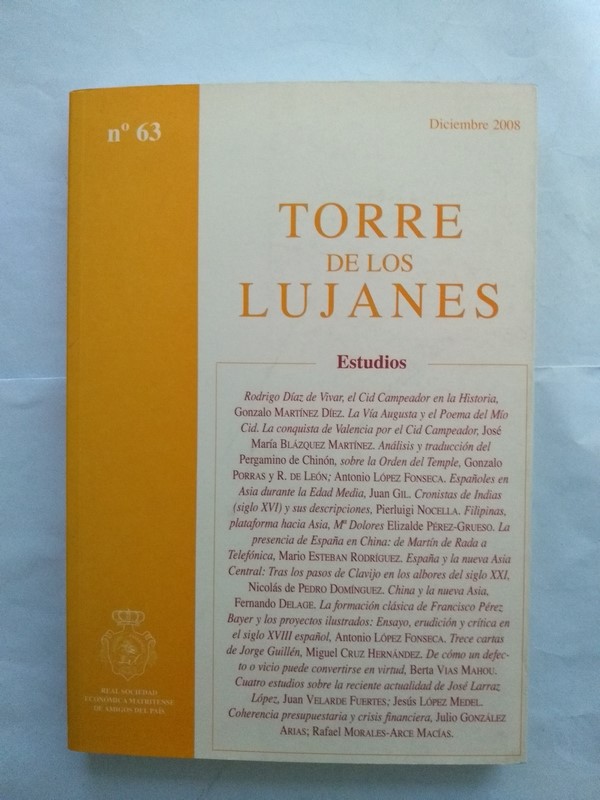 nº 63
Diciembre 2008
TORRE
DE LOS
LUJANES
Estudios
Rodrigo Díaz de Vivar, el Cid Campeador en la Historia,
Gonzalo MARTÍNEZ DÍEZ. La Vía Augusta y el Poema del Mío
Cid. La conquista de Valencia por el Cid Campeador, José
María BLÁZQUEZ MARTÍNEZ. Análisis y traducción del
Pergamino de Chinón, sobre la Orden del Temple, Gonzalo
PORRAS y R. DE LEÓN; Antonio LÓPEZ FONSECA. Españoles en
Asia durante la Edad Media, Juan GIL. Cronistas de Indias
(siglo XVI) y sus descripciones, Pierluigi NOCELLA. Filipinas,
plataforma hacia Asia, Mª Dolores Elizalde PÉREZ-GRUESO. La
presencia de España en China: de Martín de Rada a
Telefónica, Mario ESTEBAN RODRÍGUEZ. España y la nueva Asia
Central: Tras los pasos de Clavijo en los albores del siglo XXI,
Nicolás de PEDRO DOMÍNGUEZ. China y la nueva Asia,
Fernando DELAGE. La formación clásica de Francisco Pérez
Bayer y los proyectos ilustrados: Ensayo, erudición y crítica en
el siglo XVIII español, Antonio LÓPEZ FONSECA. Trece cartas
de Jorge Guillén, Miguel CRUZ HERNÁNDEZ. De cómo un defec-
to o vicio puede convertirse en virtud, Berta VIAS MAHOU.
Cuatro estudios sobre la reciente actualidad de José Larraz
López, Juan VELARDE FUERTES; Jesús LÓPEZ MEDEL.
Coherencia presupuestaria y crisis financiera, Julio GONZÁLEZ
ARIAS; Rafael MORALES-ARCE MACÍAS.
REAL SOCIEDAD
ECONÓMICA MATRITENSE
DE AMIGOS DEL PAÍS